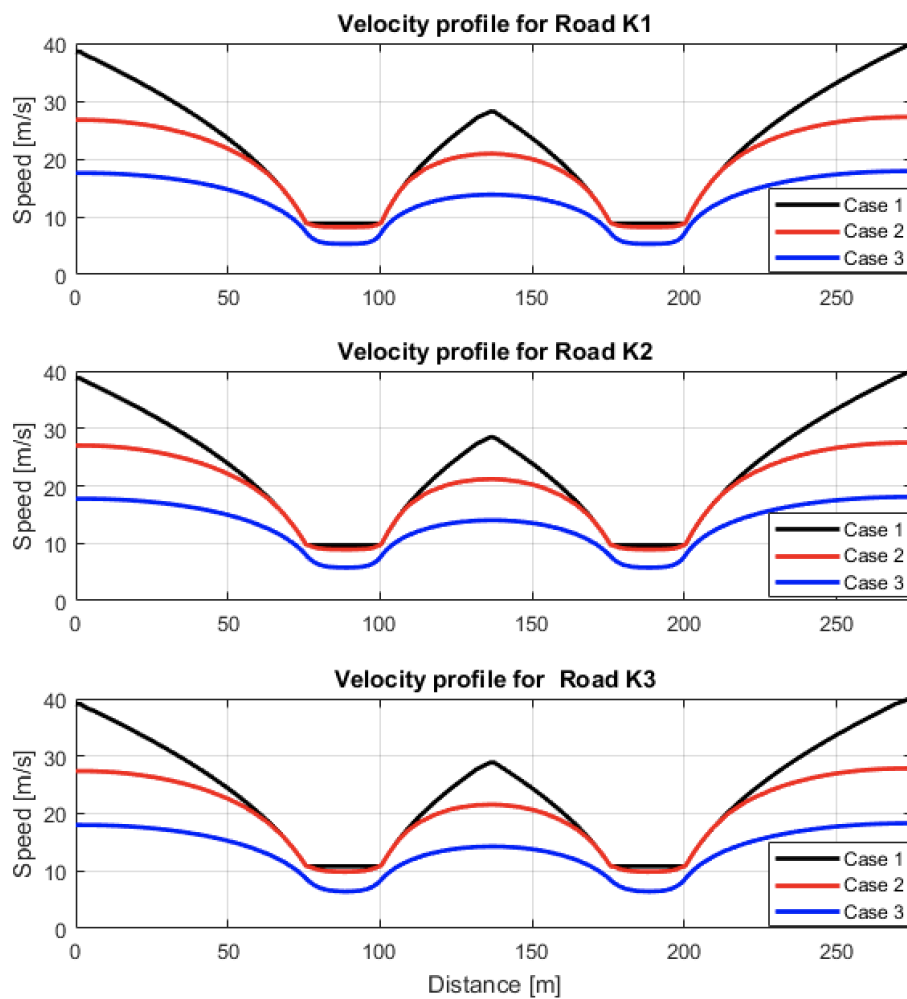 Velocity profile for Road K1
40
30
20
10
0
Speed [m/s]
Case 1
Case 2
Case 3
0 50 100 150 200 250
Velocity profile for Road K2
40
30
20
10
0
Speed [m/s]
Case 1
Case 2
Case 3
0 50 100 150 200 250
Velocity profile for Road K3
40
30
20
10
0
Speed [m/s]
Case 1
Case 2
Case 3
0 50 100 150 200 250
Distance [m]